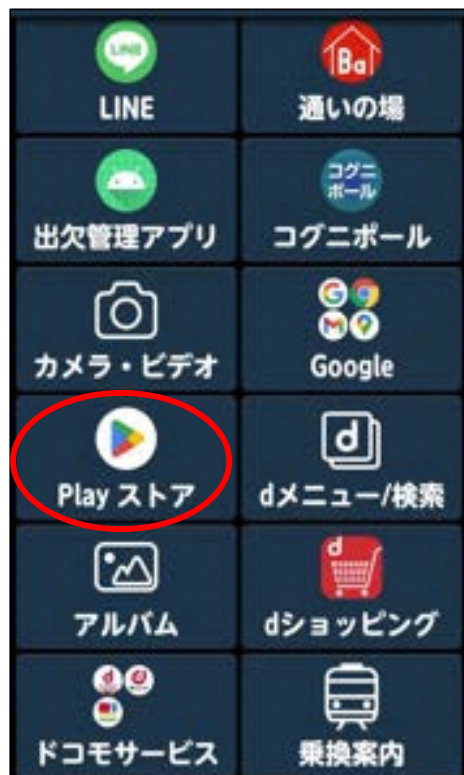 LINE
LINE
Ba
通いの場
出欠管理アプリ
コグニ
ポール
コグニポール
カメラ・ビデオ
G
Google
Play ストア
d
dメニュー/検索
アルバム
d
dショッピング
d
ドコモサービス
乗換案内